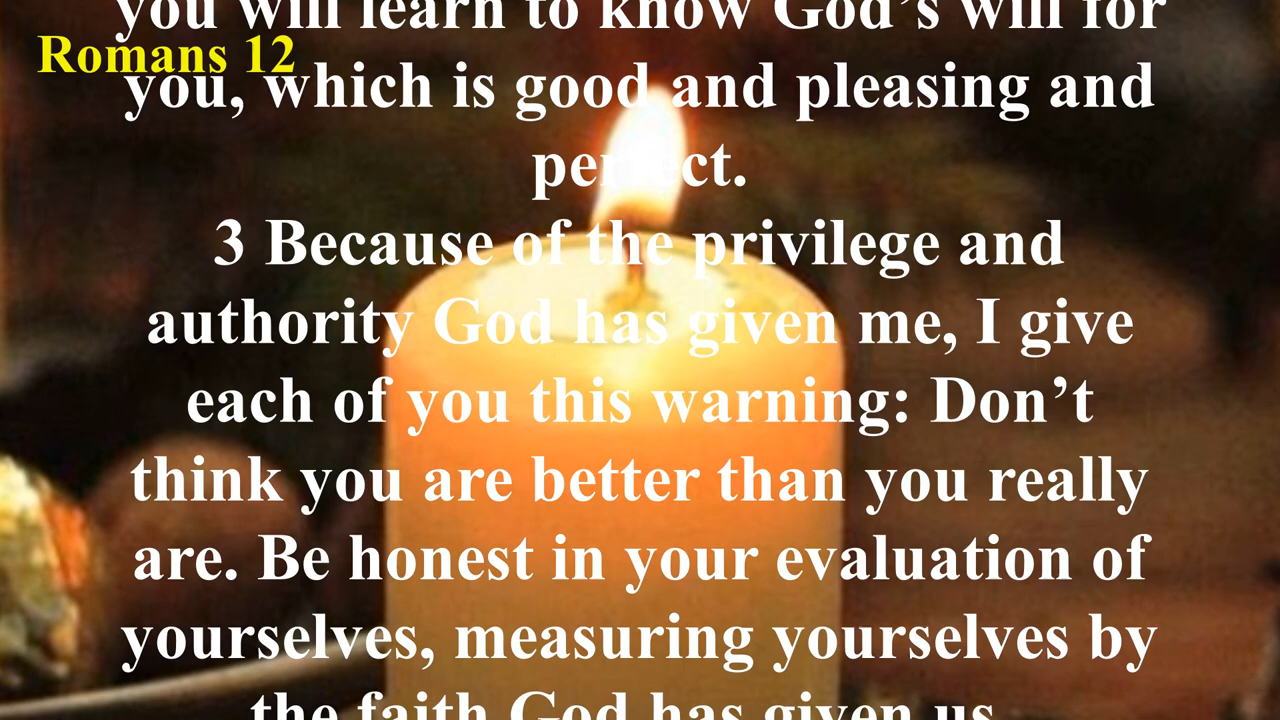 you will learn to know God’s will for
Romans 12
you, which is good and pleasing and
perfect.
3 Because of the privilege and
authority God has given me, I give
each of you this warning: Don’t
think you are better than you really
are. Be honest in your evaluation of
yourselves, measuring yourselves by
the faith God has given us.